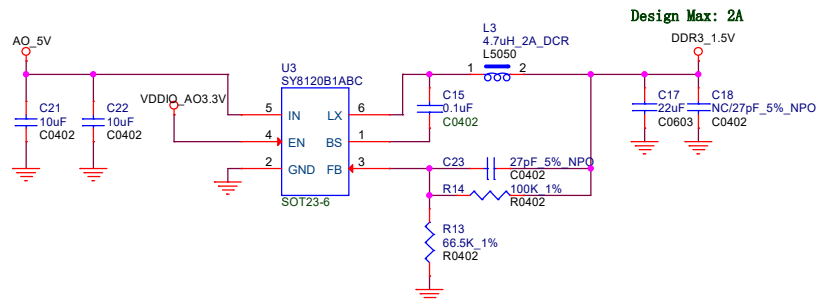 Design Max: 2A
AO_5V
L3
4.7uH_2A_DCR
L5050
DDR3_1.5V
U3
SY8120B1ABC
1
2
VDDIO_AO3.3V
C21
10uF
C0402
C22
10uF
C0402
5
IN
LX
6
4
EN
BS
1
2
GND
FB
3
SOT23-6
C15
0.1uF
C0402
C17
22uF
C0603
C18
NC/27pF_5%_NPO
C0402
C23
27pF_5%_NPO
C0402
R14
100K_1%
R0402
R13
66.5K_1%
R0402